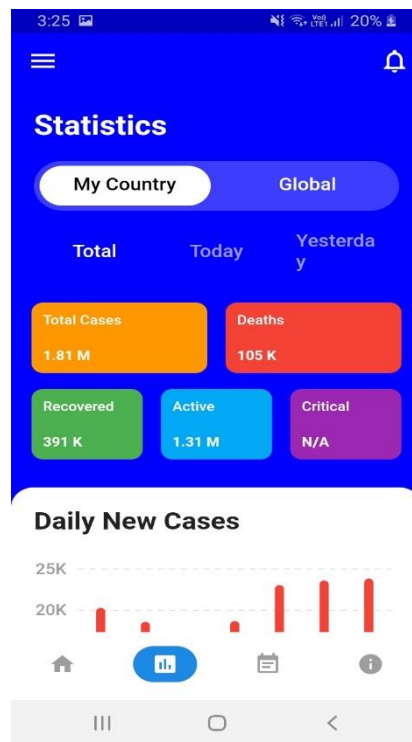 3:25 20%
Statistics
My Country Global
Total Today Yesterda
y
Total Cases Deaths
1.81 M 105 K
Recovered Active Critical
391 K 1.31 M N/A
Daily New Cases
25K
20K